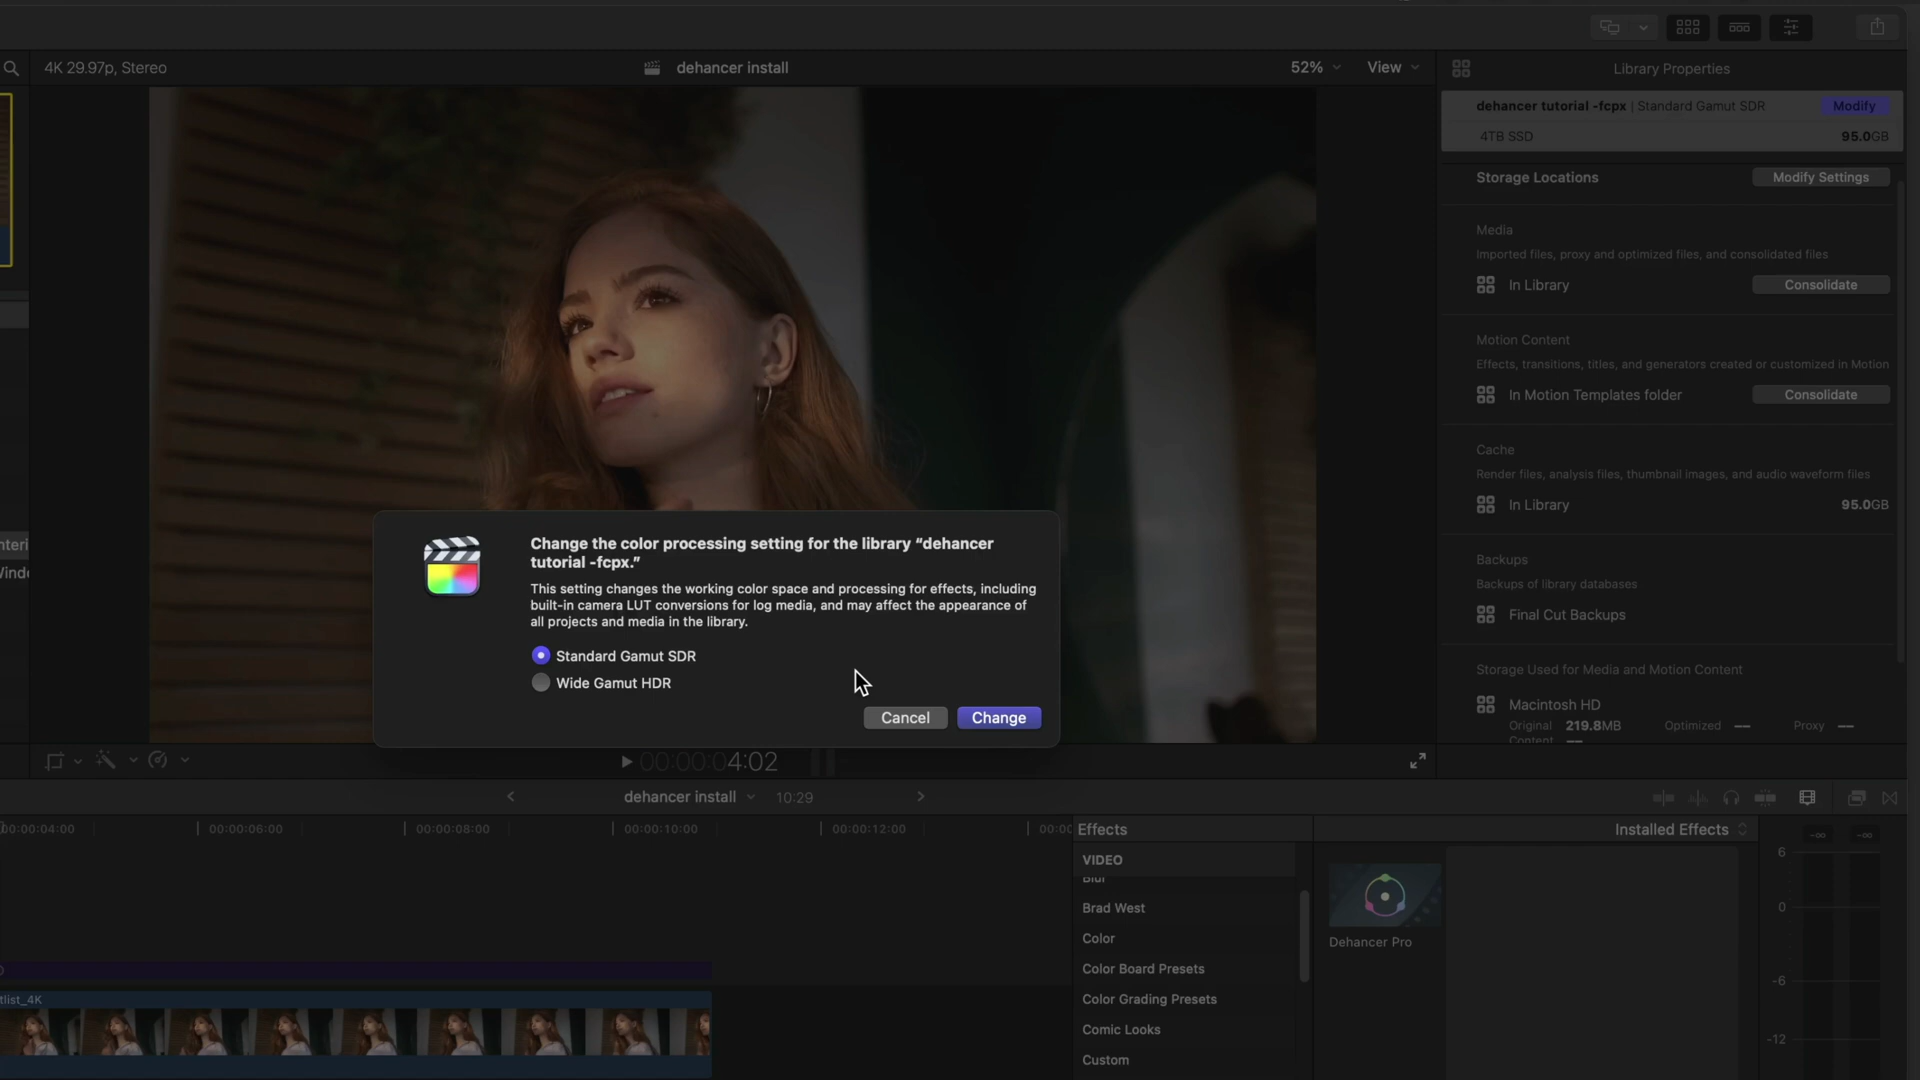 4K 29.97p, Stereo
dehancer install
52%
View
Library Properties
dehancer tutorial -fcpx | Standard Gamut SDR
Modify
4TB SSD
95.0GB
Storage Locations
Modify Settings
Media
Imported files, proxy and optimized files, and consolidated files
In Library
Consolidate
Motion Content
Effects, transitions, titles, and generators created or customized in Motion
In Motion Templates folder
Consolidate
Cache
Render files, analysis files, thumbnail images, and audio waveform files
In Library
95.0GB
Backups
Backups of library databases
Final Cut Backups
Storage Used for Media and Motion Content
Macintosh HD
Original 219.8MB Optimized -- Proxy --
Content --
Change the color processing setting for the library “dehancer
tutorial -fcpx.”
This setting changes the working color space and processing for effects, including
built-in camera LUT conversions for log media, and may affect the appearance of
all projects and media in the library.
Standard Gamut SDR
Wide Gamut HDR
Cancel
Change
00:00:04:02
dehancer install
10:29
00:00:04:00
00:00:06:00
00:00:08:00
00:00:10:00
00:00:12:00
tlist_4K
Effects
Installed Effects
VIDEO
Blur
Brad West
Color
Color Board Presets
Color Grading Presets
Comic Looks
Custom
Dehancer Pro
-∞ -∞
6
0
-6
-12